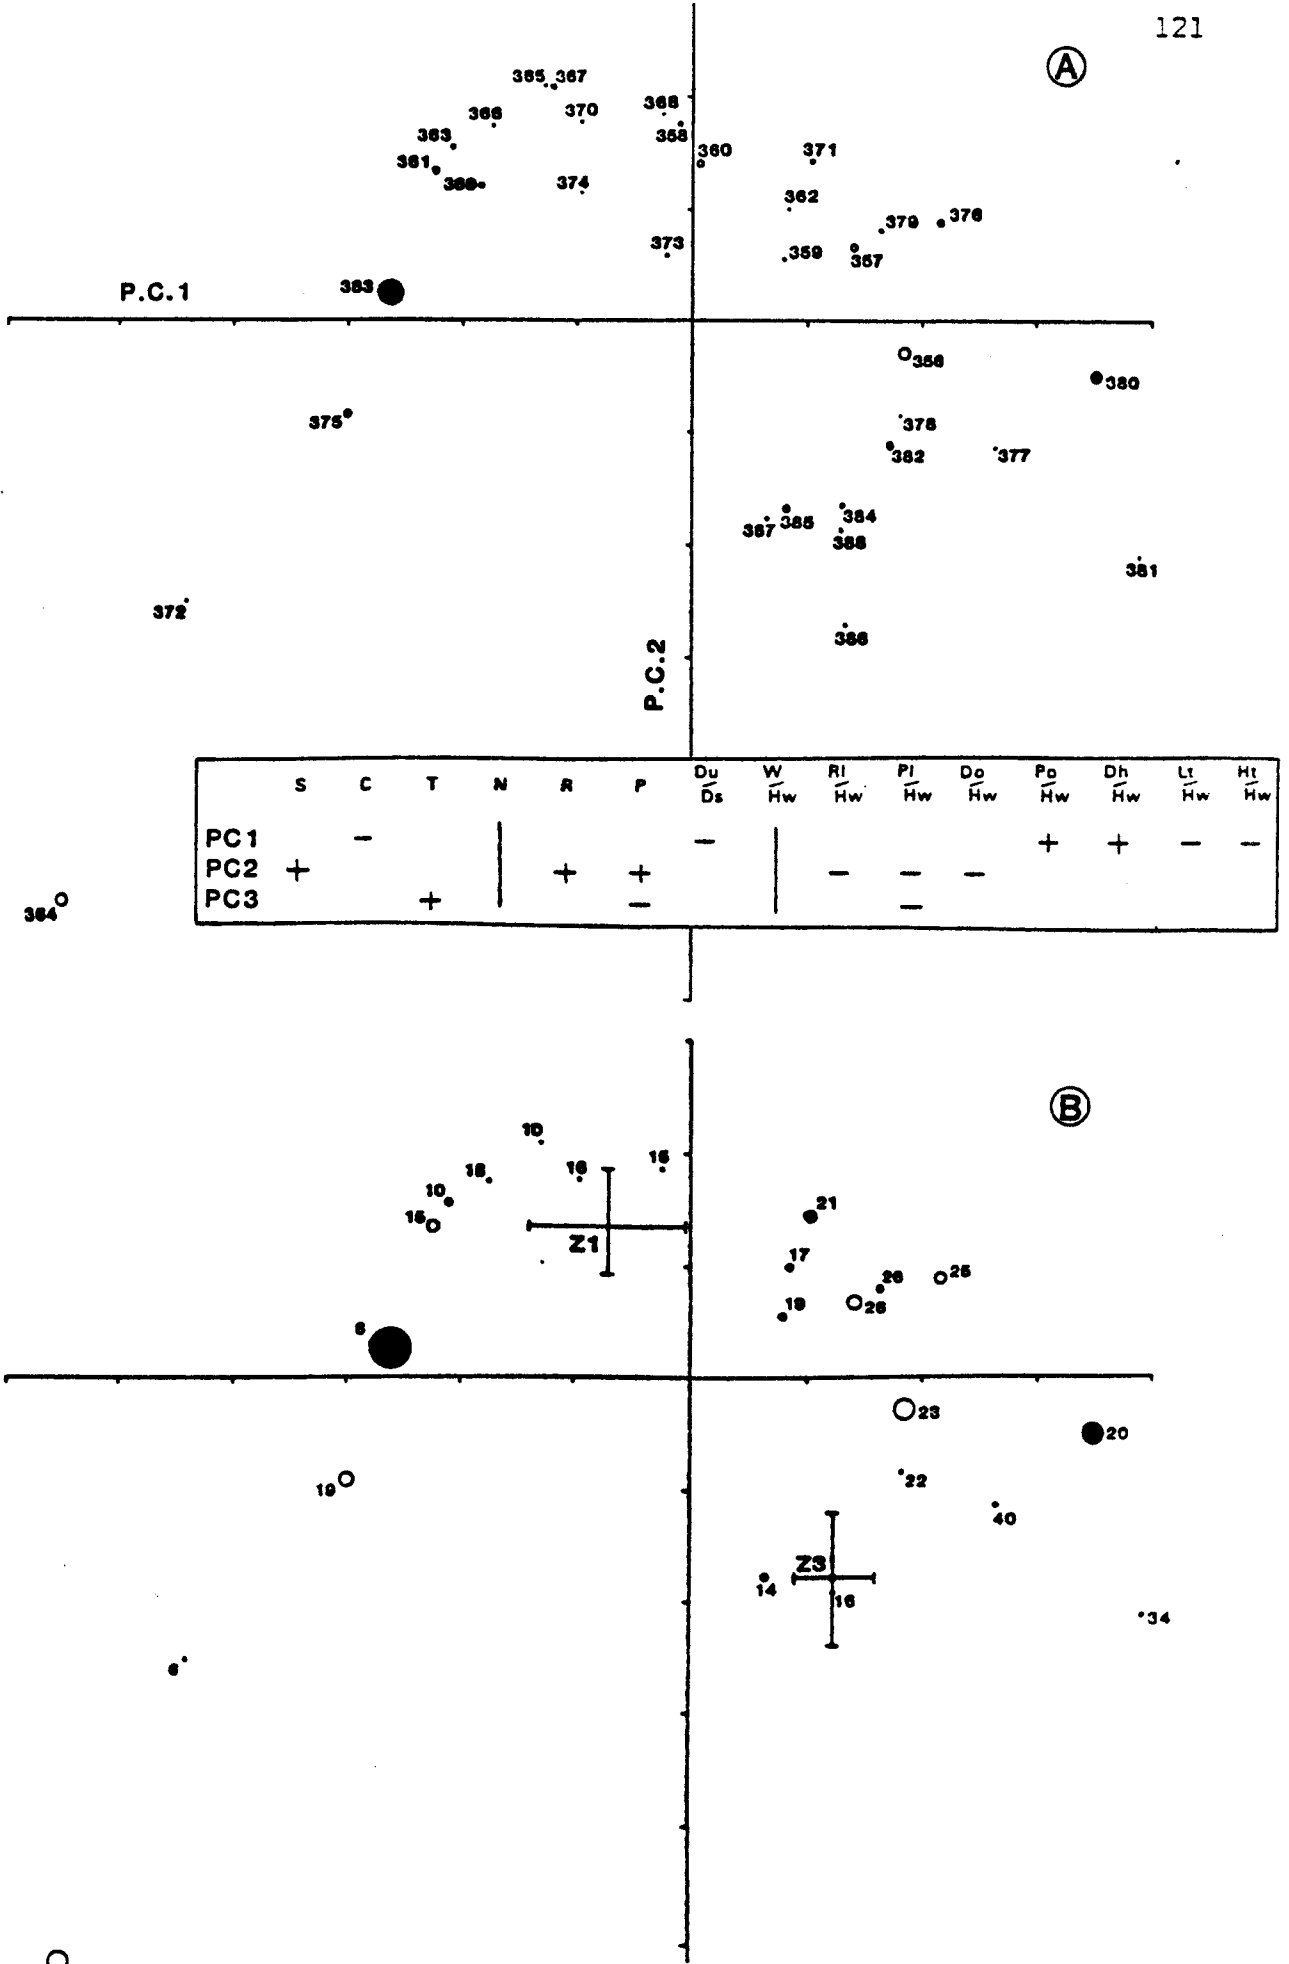 121
A
365 367
366 370 368
363 358
361 360 371
369 374
362
379 376
373 359 357
P.C.1 383
356
380
375 378
382 377
387 385 384
388
381
372
386
P.C.2
S C T N R P Du/Ds W/Hw Rl/Hw Pl/Hw Do/Hw Po/Hw Dh/Hw Lt/Hw Ht/Hw
PC1 − − + + − −
PC2 + + + − − −
PC3 + − −
364
B
10
18 16 15
10
15 21
Z1
17
26 25
19 26
6
23
20
19 22
40
Z3
14 16
34
6